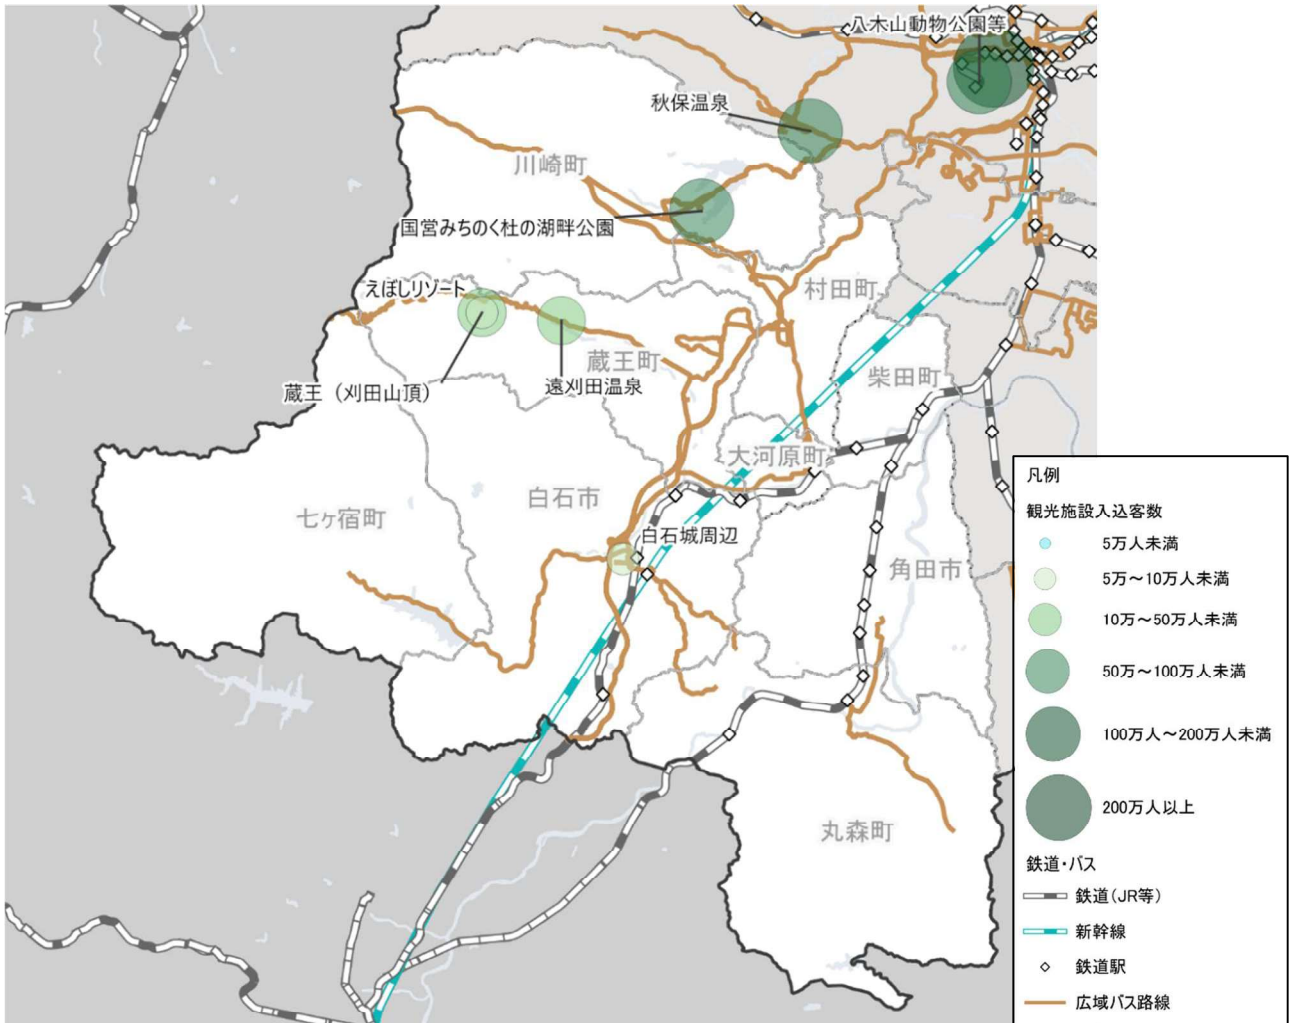 八木山動物公園等
秋保温泉
川崎町
国営みちのく杜の湖畔公園
えぼしリゾート
村田町
蔵王町
柴田町
蔵王（刈田山頂）
遠刈田温泉
大河原町
白石市
七ヶ宿町
白石城周辺
角田市
丸森町
凡例
観光施設入込客数
5万人未満
5万～10万人未満
10万～50万人未満
50万～100万人未満
100万人～200万人未満
200万人以上
鉄道・バス
鉄道（JR等）
新幹線
鉄道駅
広域バス路線